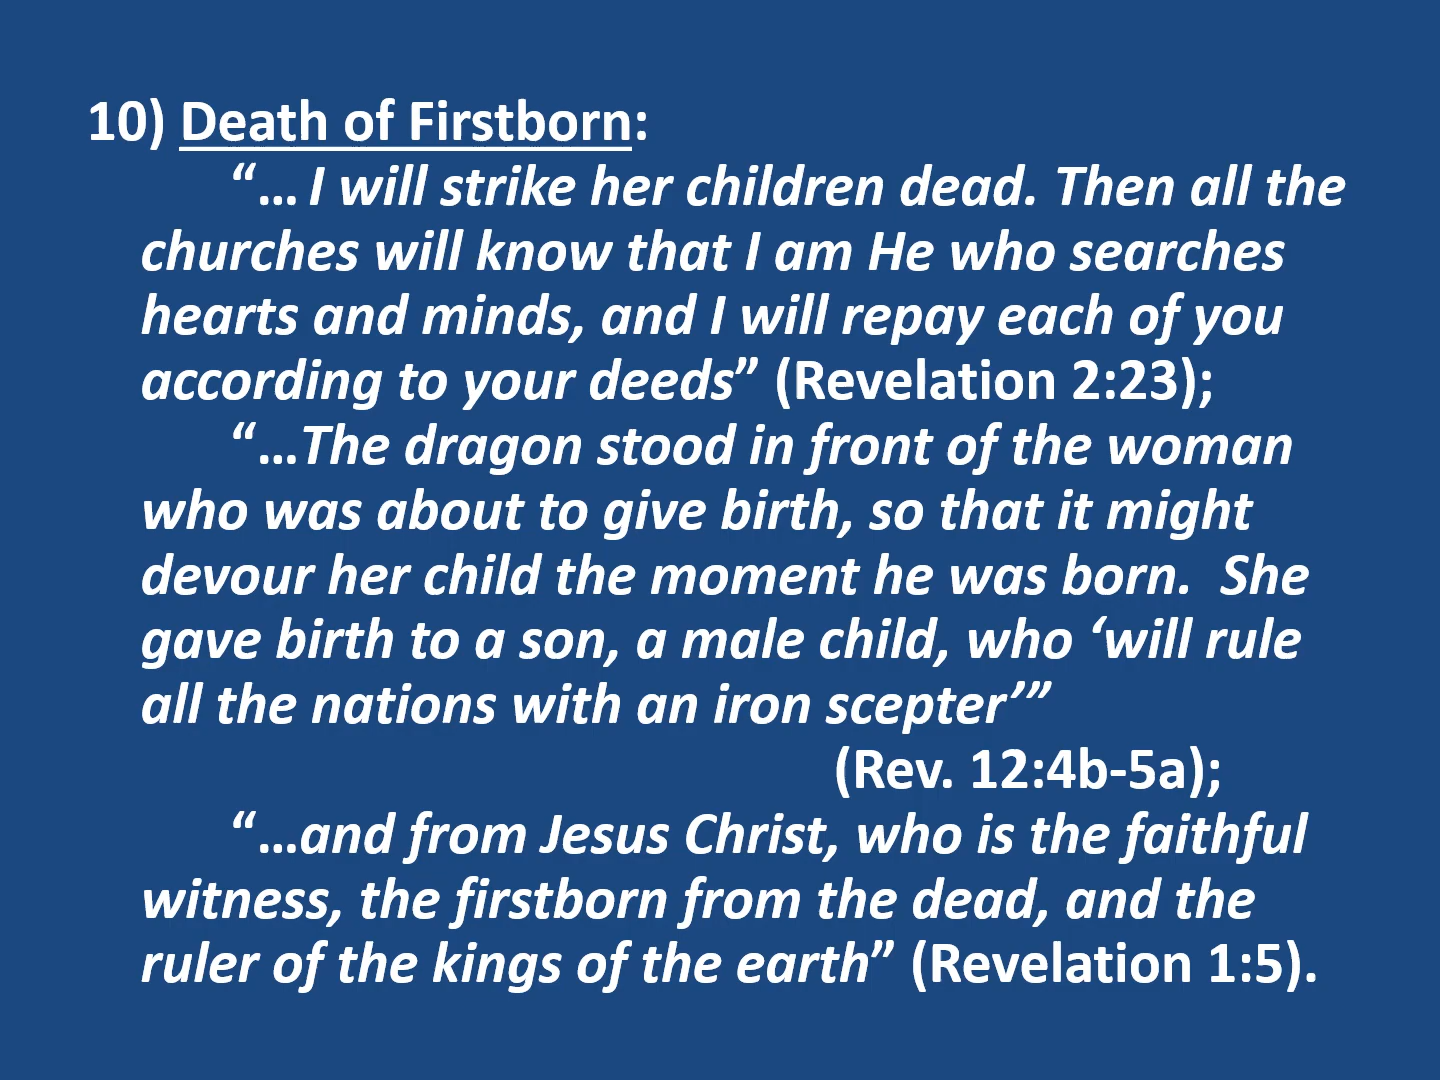 10) Death of Firstborn:
“… I will strike her children dead. Then all the
churches will know that I am He who searches
hearts and minds, and I will repay each of you
according to your deeds” (Revelation 2:23);
“…The dragon stood in front of the woman
who was about to give birth, so that it might
devour her child the moment he was born.  She
gave birth to a son, a male child, who ‘will rule
all the nations with an iron scepter’”
(Rev. 12:4b-5a);
“…and from Jesus Christ, who is the faithful
witness, the firstborn from the dead, and the
ruler of the kings of the earth” (Revelation 1:5).